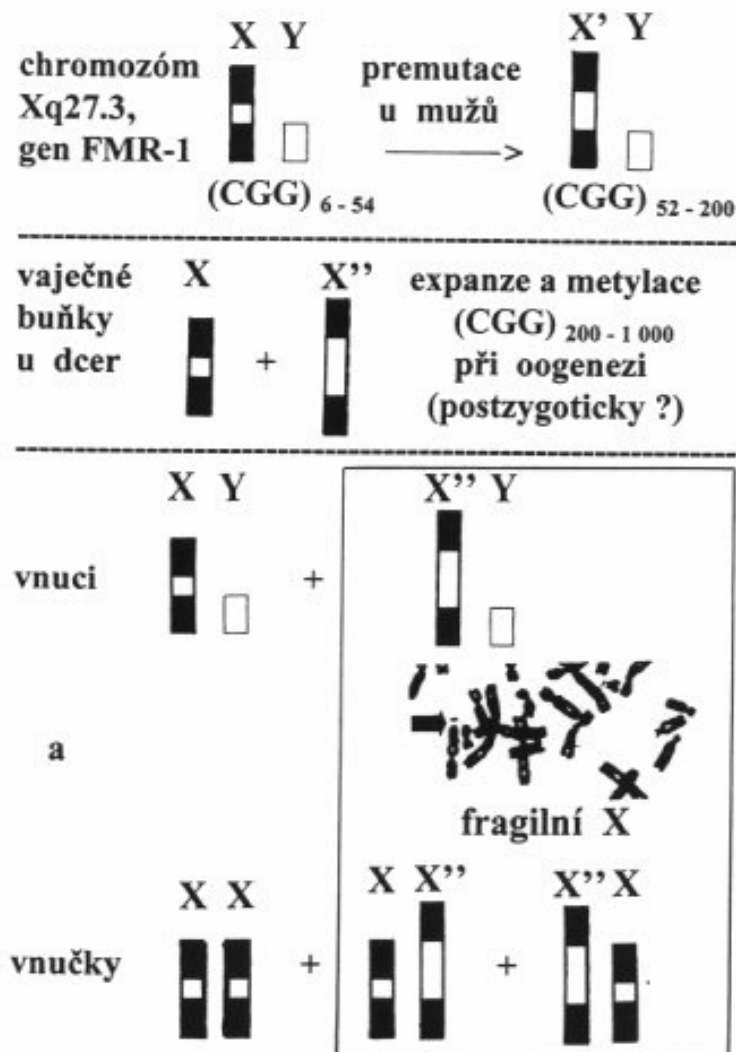 X Y
X’ Y
chromozóm
Xq27.3,
gen FMR-1
premutace
u mužů
(CGG) 6 - 54
(CGG) 52 - 200
vaječné
buňky
u dcer
X
+
X’’
expanze a metylace
(CGG) 200 - 1 000
při oogenezi
(postzygoticky ?)
X Y
X’’ Y
vnuci
+
a
fragilní X
X X
X X’’
X’’ X
vnučky
+
+